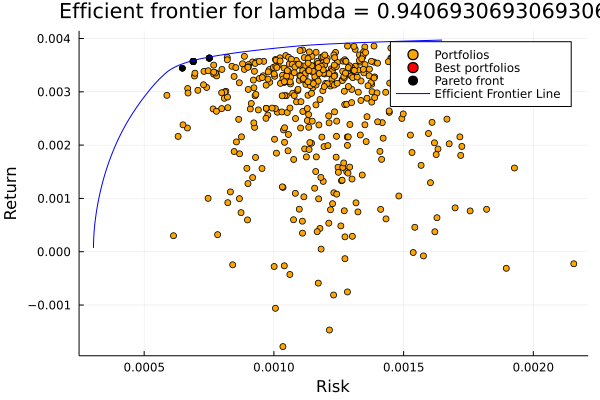 Efficient frontier for lambda = 0.9406930693069306
0.004
0.003
0.002
0.001
0.000
−0.001
Return
Portfolios
Best portfolios
Pareto front
Efficient Frontier Line
0.0005
0.0010
0.0015
0.0020
Risk